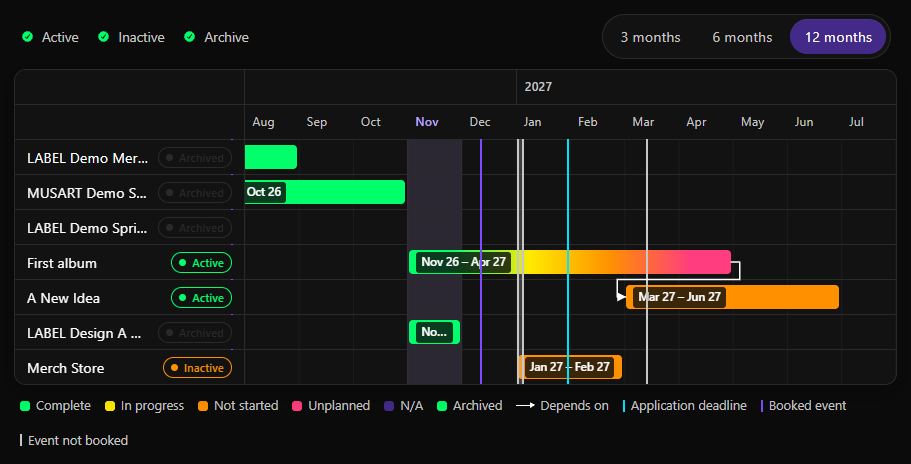 Active Inactive Archive 3 months 6 months 12 months
2027
Aug Sep Oct Nov Dec Jan Feb Mar Apr May Jun Jul
LABEL Demo Mer... Archived
MUSART Demo S... Archived Oct 26
LABEL Demo Spri... Archived
First album Active Nov 26 – Apr 27
A New Idea Active Mar 27 – Jun 27
LABEL Design A ... Archived No...
Merch Store Inactive Jan 27 – Feb 27
Complete In progress Not started Unplanned N/A Archived Depends on Application deadline Booked event
Event not booked